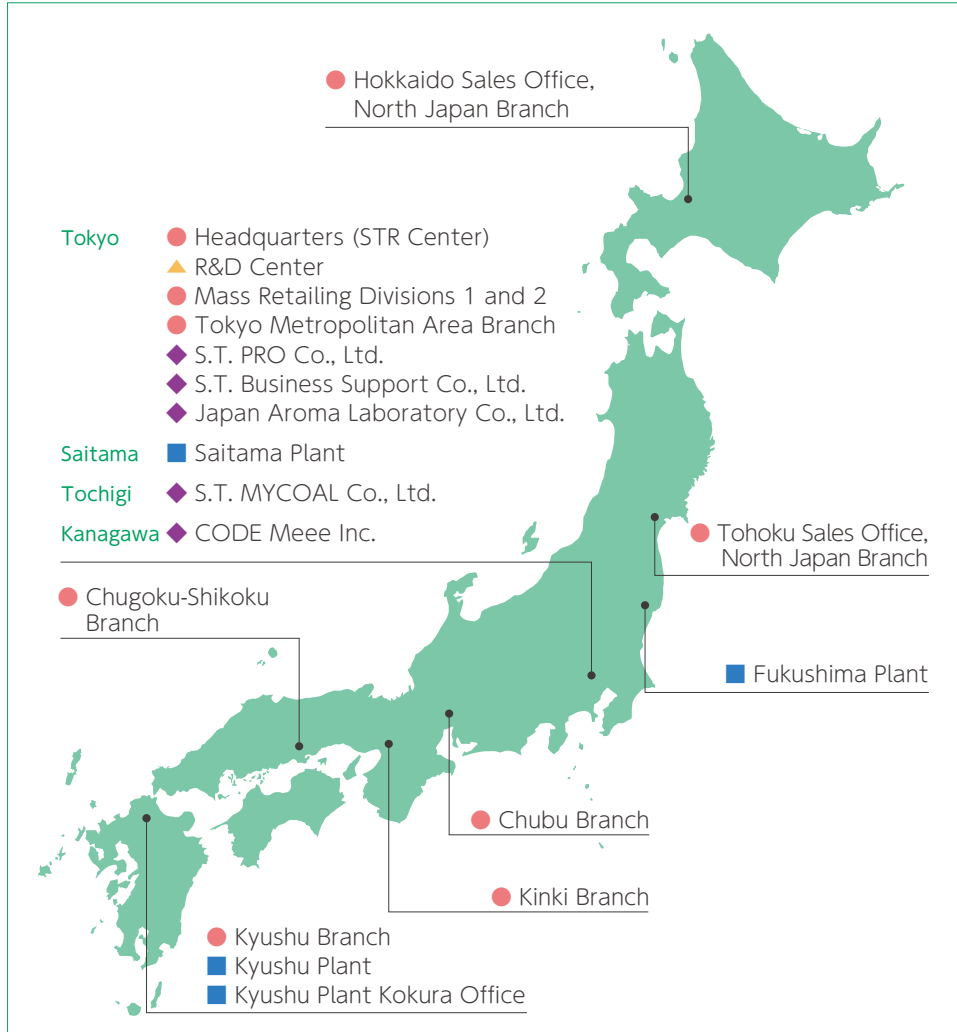 Hokkaido Sales Office,
North Japan Branch
Tokyo
Headquarters (STR Center)
R&D Center
Mass Retailing Divisions 1 and 2
Tokyo Metropolitan Area Branch
S.T. PRO Co., Ltd.
S.T. Business Support Co., Ltd.
Japan Aroma Laboratory Co., Ltd.
Saitama
Saitama Plant
Tochigi
S.T. MYCOAL Co., Ltd.
Kanagawa
CODE Meee Inc.
Tohoku Sales Office,
North Japan Branch
Chugoku-Shikoku
Branch
Fukushima Plant
Chubu Branch
Kinki Branch
Kyushu Branch
Kyushu Plant
Kyushu Plant Kokura Office